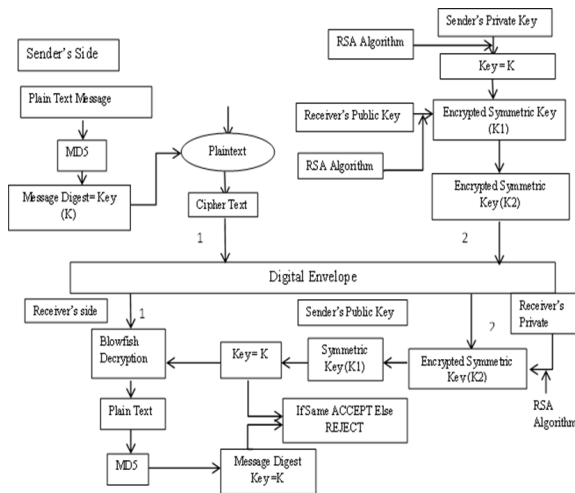 Sender's Private Key
RSA Algorithm
Sender's Side
Key = K
Plain Text Message
Receiver's Public Key
Encrypted Symmetric Key
(K1)
MD5
Plaintext
RSA Algorithm
Message Digest= Key
(K)
Cipher Text
Encrypted Symmetric
Key (K2)
1
2
Digital Envelope
Receiver's side
1
Sender's Public Key
2
Receiver's
Private
Blowfish
Decryption
Key= K
Symmetric
Key (K1)
Encrypted Symmetric
Key (K2)
Plain Text
If Same ACCEPT Else
REJECT
RSA
Algorithm
MD5
Message Digest
Key =K